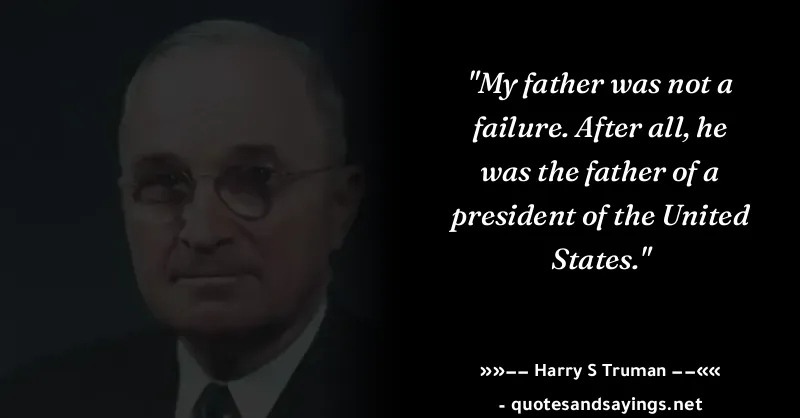 "My father was not a
failure. After all, he
was the father of a
president of the United
States."
»»−− Harry S Truman −−««
- quotesandsayings.net